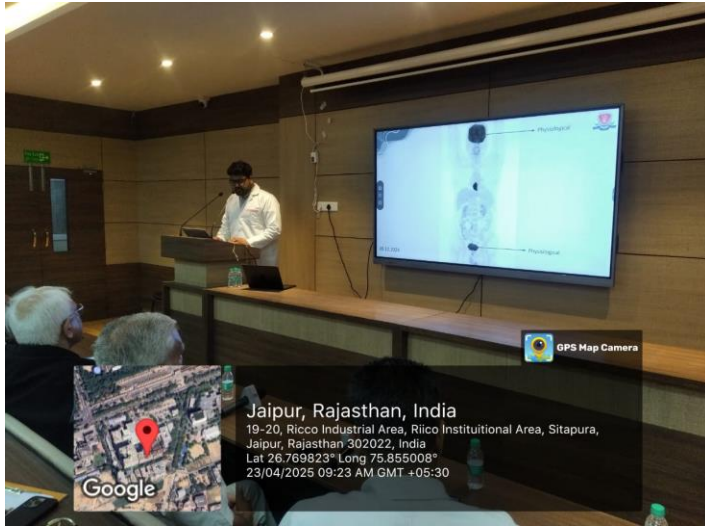 Physiological
Physiological
GPS Map Camera
Jaipur, Rajasthan, India
19-20, Ricco Industrial Area, Riico Instituitional Area, Sitapura,
Jaipur, Rajasthan 302022, India
Lat 26.769823° Long 75.855008°
23/04/2025 09:23 AM GMT +05:30
Google